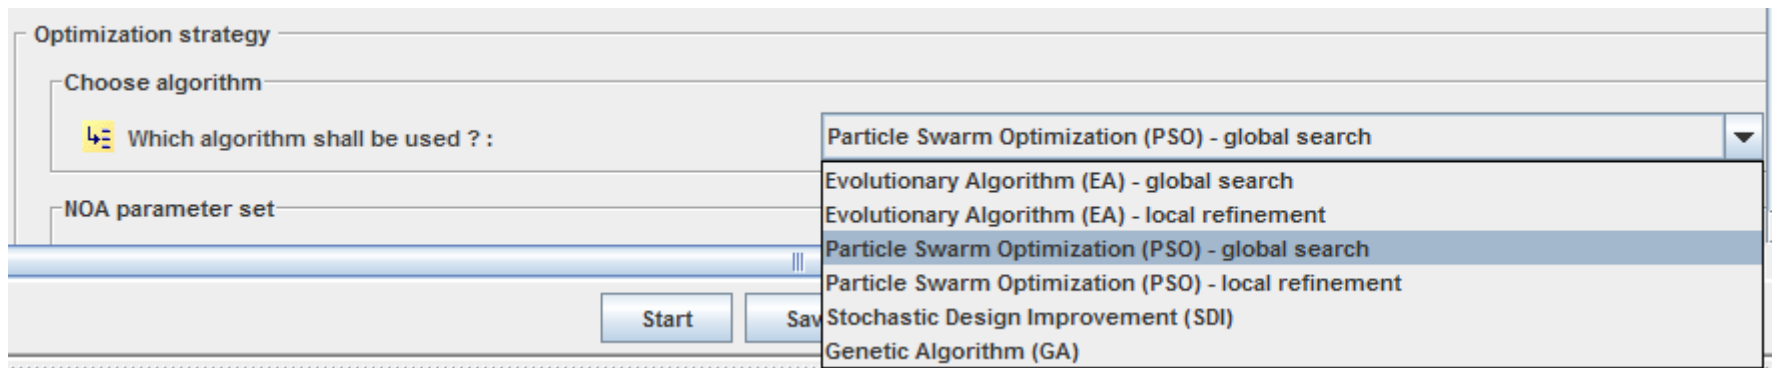 Optimization strategy
Choose algorithm
Which algorithm shall be used ? :
Particle Swarm Optimization (PSO) - global search
Evolutionary Algorithm (EA) - global search
NOA parameter set
Evolutionary Algorithm (EA) - local refinement
Particle Swarm Optimization (PSO) - global search
Particle Swarm Optimization (PSO) - local refinement
Start
Stochastic Design Improvement (SDI)
Genetic Algorithm (GA)